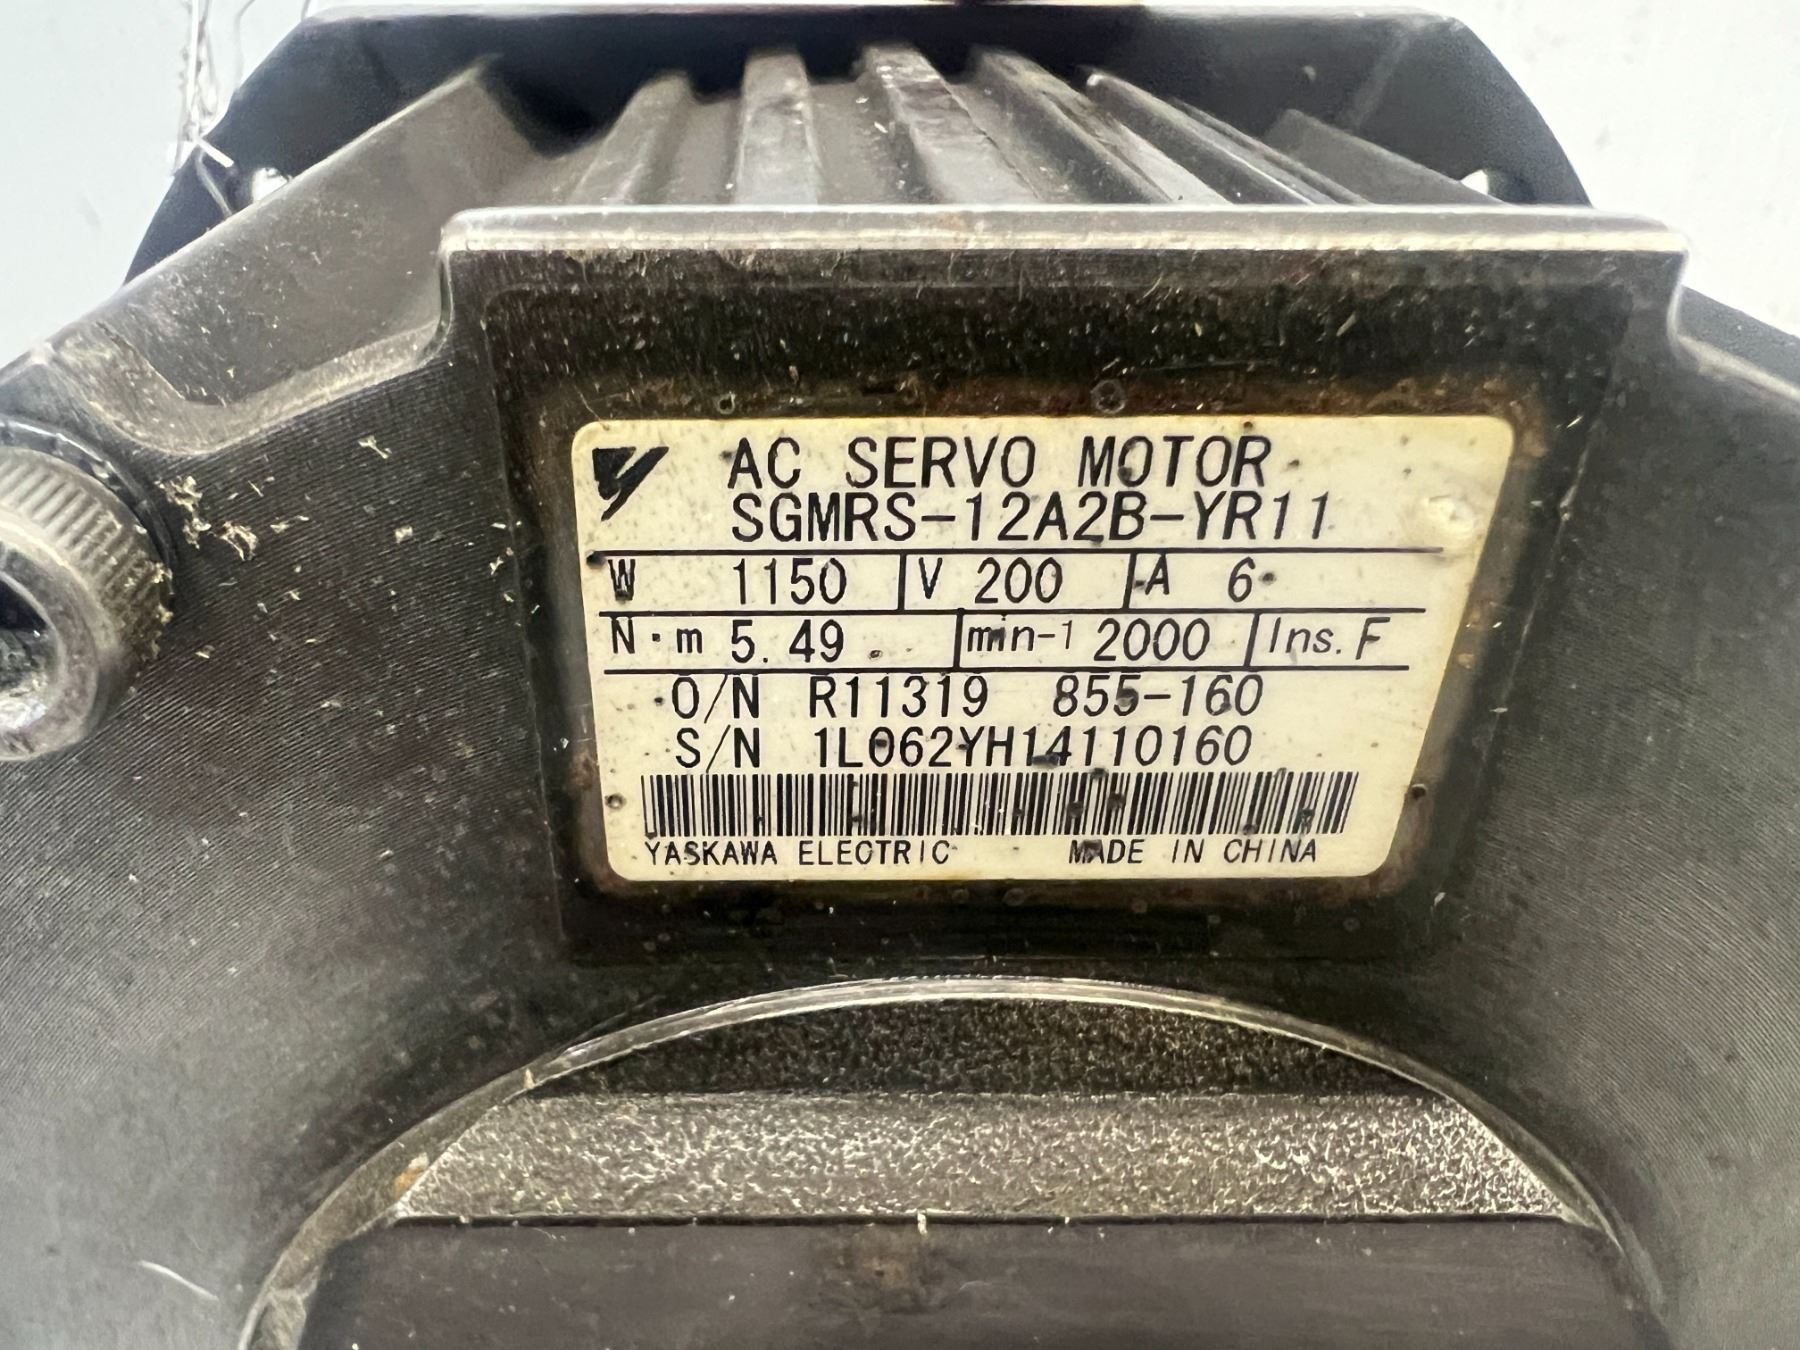 AC SERVO MOTOR
SGMRS-12A2B-YR11
W 1150 V 200 A 6
N·m 5.49 min-1 2000 Ins. F
O/N R11319 855-160
S/N 1L062YH14110160
YASKAWA ELECTRIC MADE IN CHINA